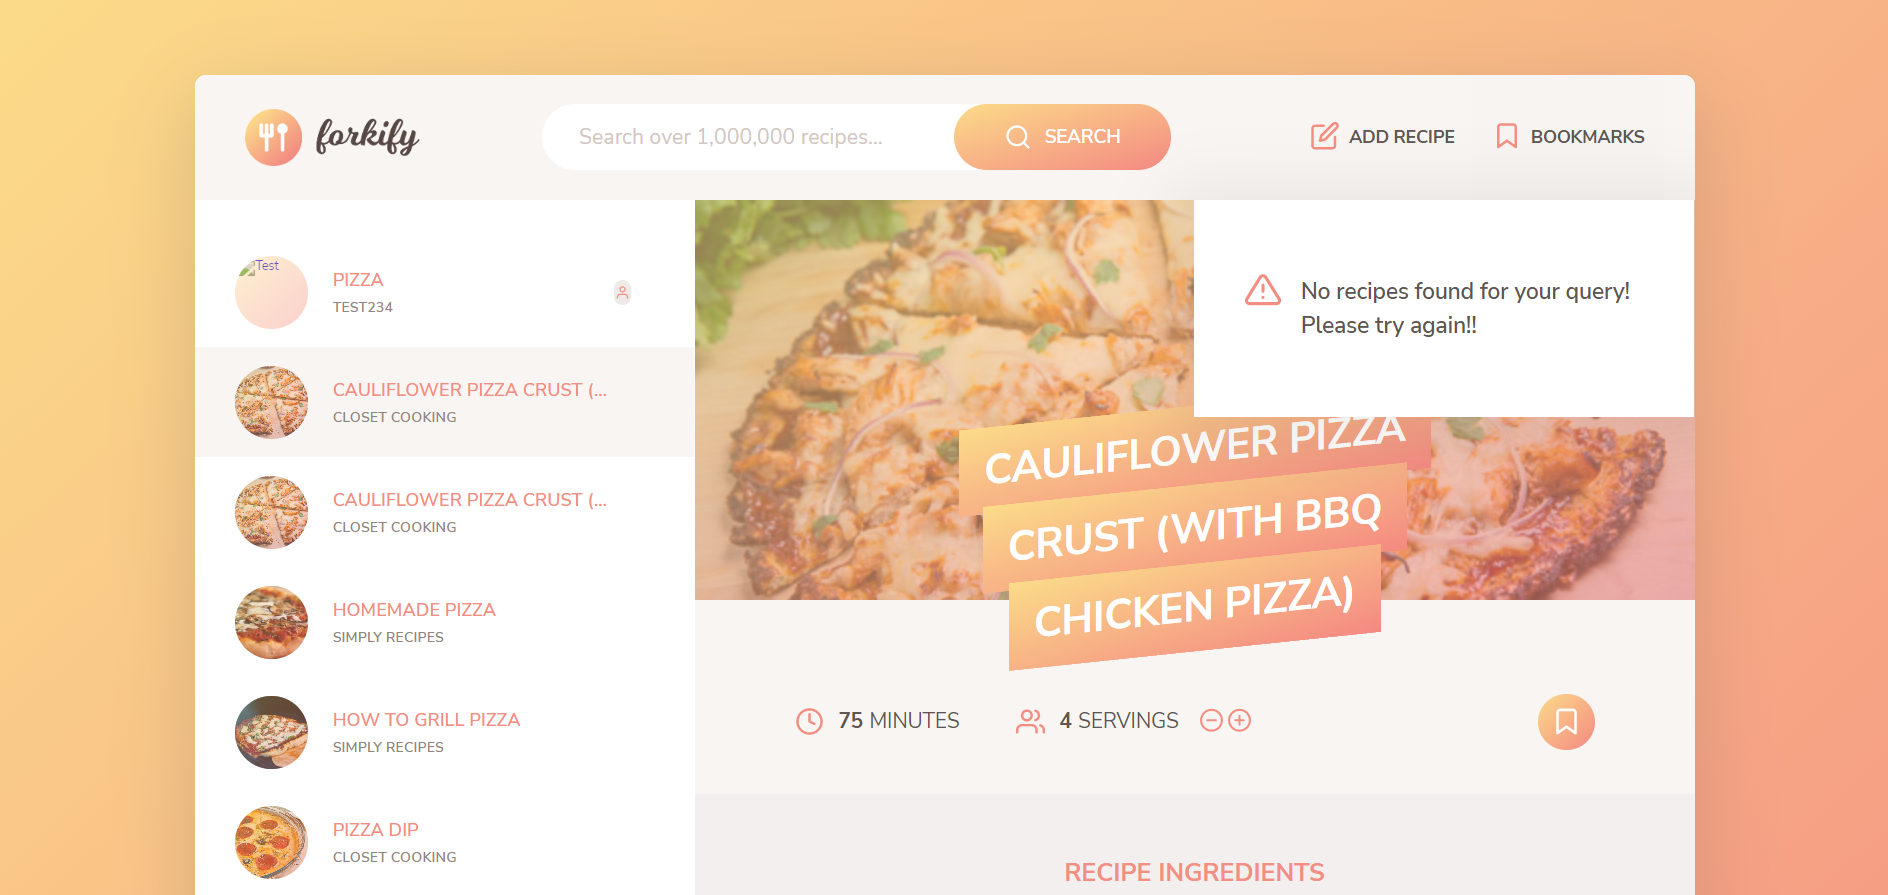 forkify
Search over 1,000,000 recipes...
SEARCH
ADD RECIPE
BOOKMARKS
Test
PIZZA
TEST234
CAULIFLOWER PIZZA CRUST (...
CLOSET COOKING
CAULIFLOWER PIZZA CRUST (...
CLOSET COOKING
HOMEMADE PIZZA
SIMPLY RECIPES
HOW TO GRILL PIZZA
SIMPLY RECIPES
PIZZA DIP
CLOSET COOKING
No recipes found for your query!
Please try again!!
CAULIFLOWER PIZZA
CRUST (WITH BBQ
CHICKEN PIZZA)
75 MINUTES
4 SERVINGS
RECIPE INGREDIENTS